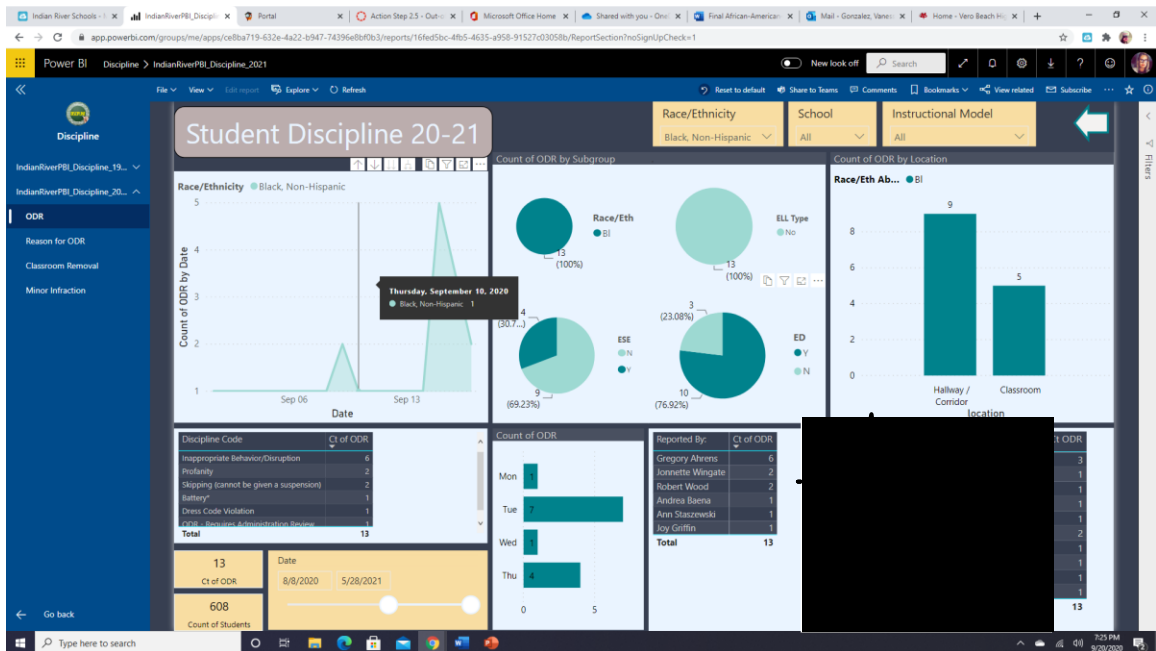 Indian River Schools - I
IndianRiverPBI_Disciplin
Portal
Action Step 2.5 - Out-o
Microsoft Office Home
Shared with you - One
Final African-American
Mail - Gonzalez, Vanes
Home - Vero Beach Hig
app.powerbi.com/groups/me/apps/ce8ba719-632e-4a22-b947-74396e8bf0b3/reports/16fed5bc-4fb5-4635-a958-91527c03058b/ReportSection?noSignUpCheck=1
Power BI Discipline > IndianRiverPBI_Discipline_2021
New look off
Search
File View Edit report Explore Refresh
Reset to default Share to Teams Comments Bookmarks View related Subscribe
Discipline
IndianRiverPBI_Discipline_19...
IndianRiverPBI_Discipline_20...
ODR
Reason for ODR
Classroom Removal
Minor Infraction
Go back
Student Discipline 20-21
Race/Ethnicity
Black, Non-Hispanic
School
All
Instructional Model
All
Filters
Race/Ethnicity Black, Non-Hispanic
Count of ODR by Date
5
4
3
2
1
Sep 06
Sep 13
Date
Thursday, September 10, 2020
Black, Non-Hispanic 1
Count of ODR by Subgroup
Race/Eth
Bl
13
(100%)
ELL Type
No
13
(100%)
4
(30.7...)
9
(69.23%)
ESE
N
Y
3
(23.08%)
10
(76.92%)
ED
Y
N
Count of ODR by Location
Race/Eth Ab... Bl
8
6
4
2
0
9
5
Hallway /
Corridor
Classroom
location
Discipline Code Ct of ODR
Inappropriate Behavior/Disruption 6
Profanity 2
Skipping (cannot be given a suspension) 2
Battery* 1
Dress Code Violation 1
ODR - Requires Administration Review 1
Total 13
13
Ct of ODR
608
Count of Students
Date
8/8/2020 5/28/2021
Count of ODR
Mon 1
Tue 7
Wed 1
Thu 4
0 5
Reported By: Ct of ODR
Gregory Ahrens 6
Jonnette Wingate 2
Robert Wood 2
Andrea Baena 1
Ann Staszewski 1
Joy Griffin 1
Total 13
Ct ODR
3
1
1
1
1
2
1
1
1
1
13
Type here to search
7:25 PM
9/20/2020